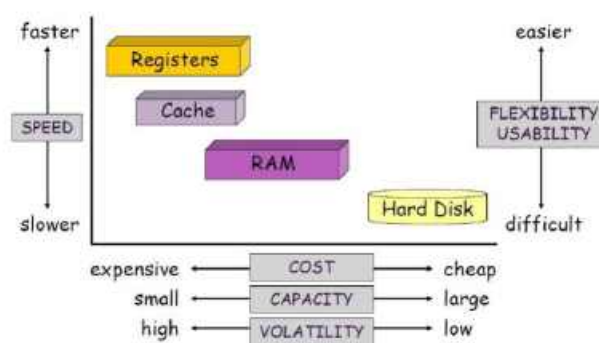 faster
easier
Registers
Cache
SPEED
FLEXIBILITY
USABILITY
RAM
Hard Disk
slower
difficult
expensive
COST
cheap
small
CAPACITY
large
high
VOLATILITY
low